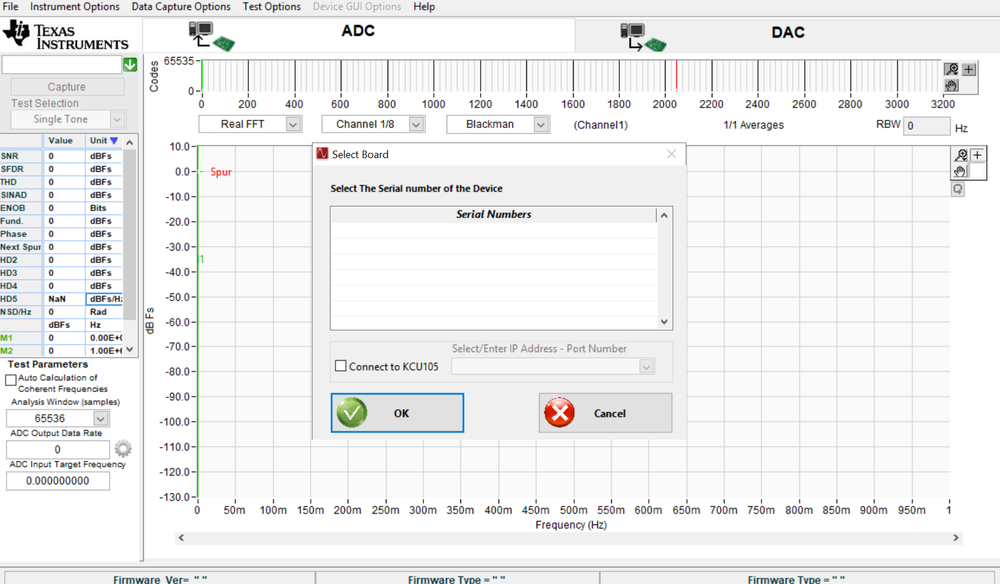 File Instrument Options Data Capture Options Test Options Device GUI Options Help
TEXAS
INSTRUMENTS
ADC
DAC
Capture
Test Selection
Single Tone
Codes
65535
0
0 200 400 600 800 1000 1200 1400 1600 1800 2000 2200 2400 2600 2800 3000 3200
Real FFT Channel 1/8 Blackman (Channel1) 1/1 Averages RBW 0 Hz
Value Unit
SNR 0 dBFs
SFDR 0 dBFs
THD 0 dBFs
SINAD 0 dBFs
ENOB 0 Bits
Fund. 0 dBFs
Phase 0 dBFs
Next Spur 0 dBFs
HD2 0 dBFs
HD3 0 dBFs
HD4 0 dBFs
HD5 NaN dBFs/Hz
NSD/Hz 0 Rad
dBFs Hz
M1 0 0.00E+0
M2 0 1.00E+6
Test Parameters
Auto Calculation of
Coherent Frequencies
Analysis Window (samples)
65536
ADC Output Data Rate
0
ADC Input Target Frequency
0.000000000
dB Fs
10.0
0.0
-10.0
-20.0
-30.0
-40.0
-50.0
-60.0
-70.0
-80.0
-90.0
-100.0
-110.0
-120.0
-130.0
Spur
1
0 50m 100m 150m 200m 250m 300m 350m 400m 450m 500m 550m 600m 650m 700m 750m 800m 850m 900m 950m 1
Frequency (Hz)
Select Board
Select The Serial number of the Device
Serial Numbers
Select/Enter IP Address - Port Number
Connect to KCU105
OK
Cancel
Firmware Ver= " " Firmware Type = " " Firmware Type = " "